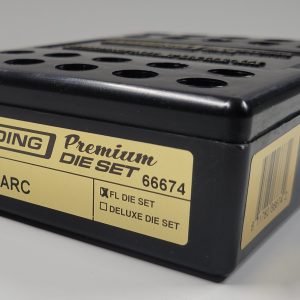 DING Premium
DIE SET
66674
ARC
☒ FL DIE SET
☐ DELUXE DIE SET